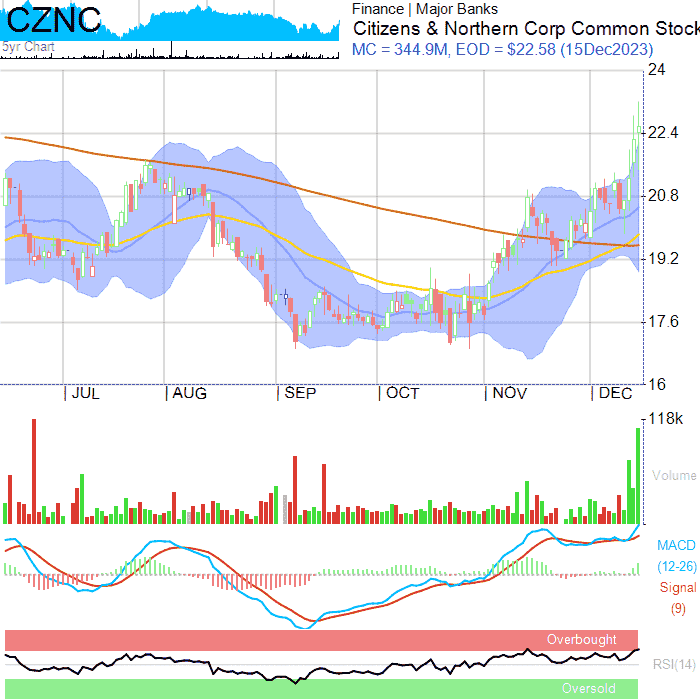 CZNC
5yr Chart
Finance | Major Banks
Citizens & Northern Corp Common Stock
MC = 344.9M, EOD = $22.58 (15Dec2023)
24
22.4
20.8
19.2
17.6
16
JUL AUG SEP OCT NOV DEC
118k
Volume
MACD
(12-26)
Signal
(9)
Overbought
RSI(14)
Oversold